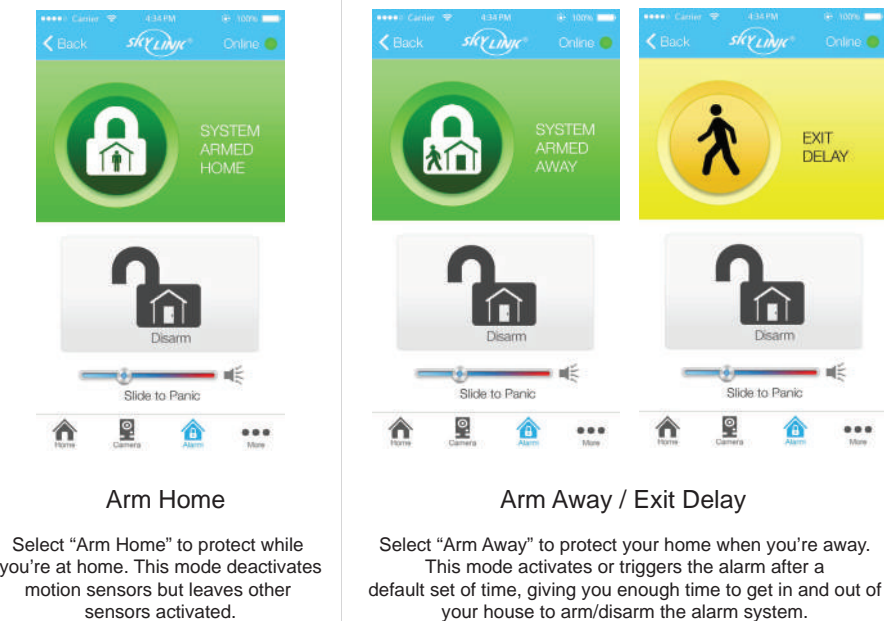 Carrier 4:34 PM 100%
Back SKYLINK® Online
SYSTEM
ARMED
HOME
Disarm
Slide to Panic
Home Camera Alarm More
Arm Home
Select “Arm Home” to protect while
you’re at home. This mode deactivates
motion sensors but leaves other
sensors activated.
Carrier 4:34 PM 100%
Back SKYLINK® Online
SYSTEM
ARMED
AWAY
Disarm
Slide to Panic
Home Camera Alarm More
Carrier 4:34 PM 100%
Back SKYLINK® Online
EXIT
DELAY
Disarm
Slide to Panic
Home Camera Alarm More
Arm Away / Exit Delay
Select “Arm Away” to protect your home when you’re away.
This mode activates or triggers the alarm after a
default set of time, giving you enough time to get in and out of
your house to arm/disarm the alarm system.